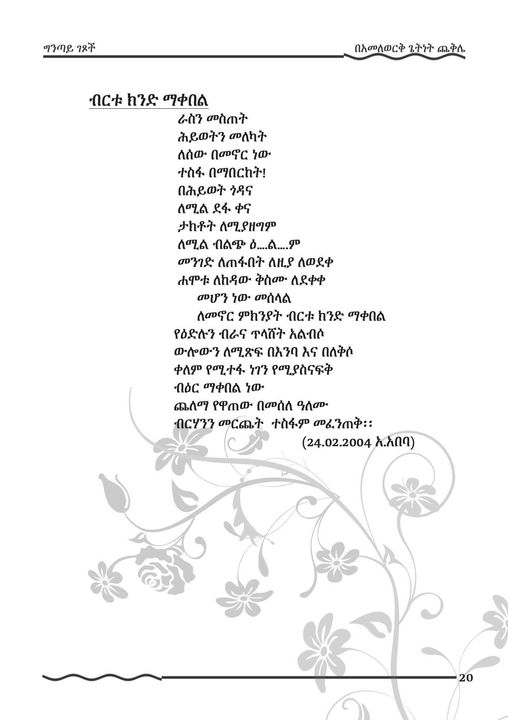 ግንጣይ ገጾች
በአመለወርቅ ጌትነት ጨቅሌ
ብርቱ ክንድ ማቀበል
ራስን መስጠት
ሕይወትን መለካት
ለሰው በመኖር ነው
ተስፋ በማበርከት!
በሕይወት ጎዳና
ለሚል ደፋ ቀና
ታክቶት ለሚያዘግም
ለሚል ብልጭ ዕ....ል....ም
መንገድ ለጠፋበት ለዚያ ለወደቀ
ሐሞቱ ለከዳው ቅስሙ ለደቀቀ
መሆን ነው መሰላል
ለመኖር ምክንያት ብርቱ ክንድ ማቀበል
የዕድሉን ብራና ጥላሸት አልብሶ
ውሎውን ለሚጽፍ በእንባ እና በለቅሶ
ቀለም የሚተፋ ነገን የሚያስናፍቅ
ብዕር ማቀበል ነው
ጨለማ የዋጠው በመሰለ ዓለሙ
ብርሃንን መርጨት ተስፋም መፈንጠቅ፡፡
(24.02.2004 አ.አበባ)
20